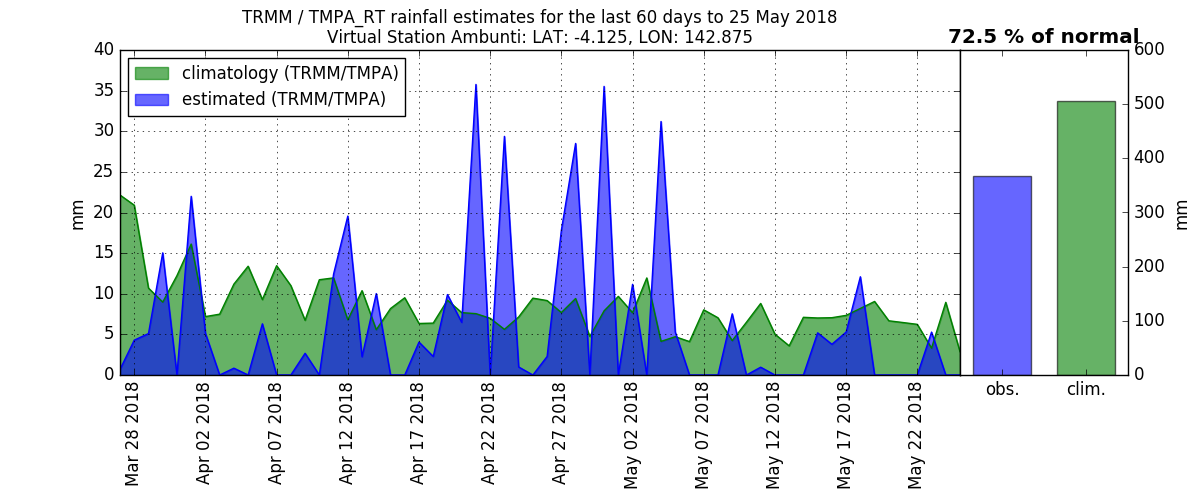 TRMM / TMPA_RT rainfall estimates for the last 60 days to 25 May 2018
Virtual Station Ambunti: LAT: -4.125, LON: 142.875
72.5 % of normal
climatology (TRMM/TMPA)
estimated (TRMM/TMPA)
40
35
30
25
20
15
10
5
0
mm
Mar 28 2018
Apr 02 2018
Apr 07 2018
Apr 12 2018
Apr 17 2018
Apr 22 2018
Apr 27 2018
May 02 2018
May 07 2018
May 12 2018
May 17 2018
May 22 2018
obs.
clim.
600
500
400
300
200
100
0
mm